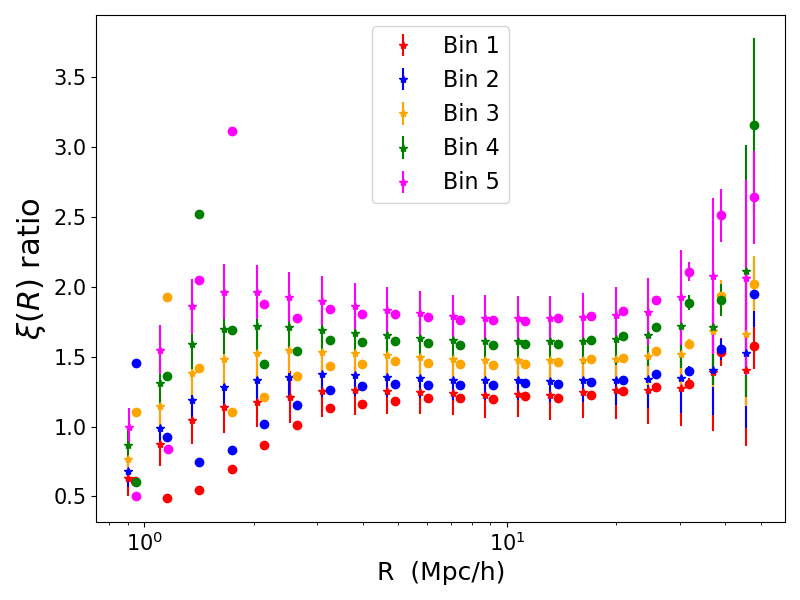 Bin 1
Bin 2
Bin 3
Bin 4
Bin 5
ξ(R) ratio
3.5
3.0
2.5
2.0
1.5
1.0
0.5
10⁰
10¹
R (Mpc/h)